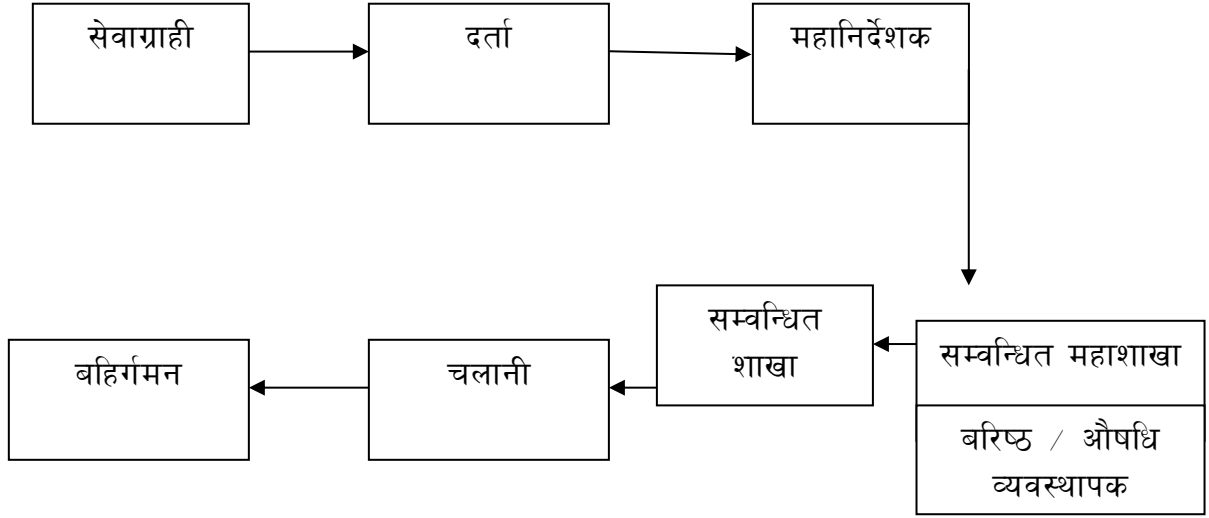 सेवाग्राही
दर्ता
महानिर्देशक
सम्वन्धित महाशाखा
बरिष्ठ / औषधि
व्यवस्थापक
सम्वन्धित
शाखा
चलानी
बहिर्गमन